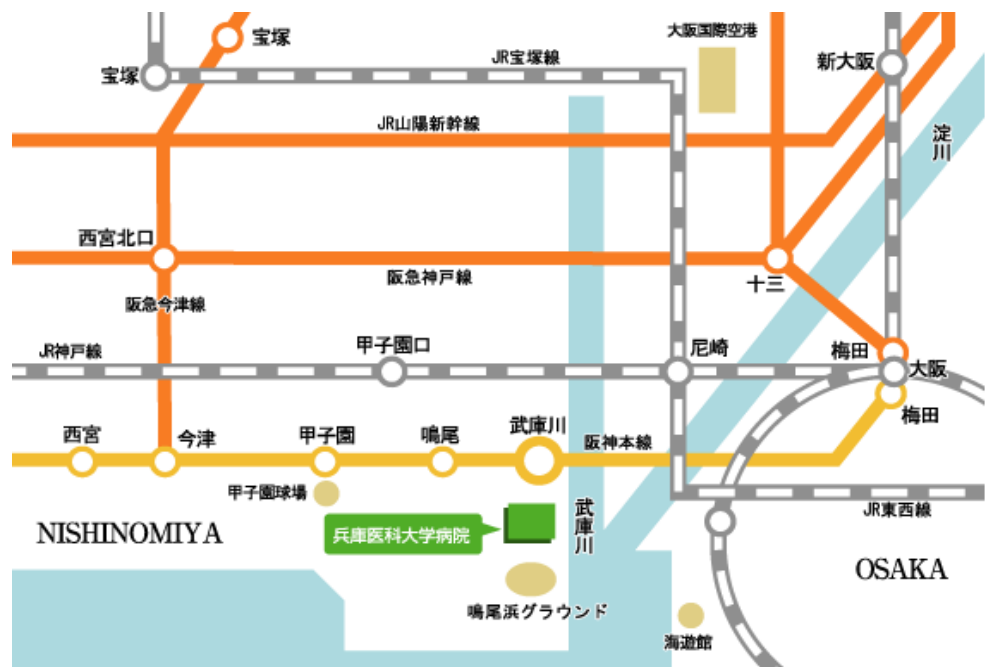 大阪国際空港
宝塚
JR宝塚線
新大阪
宝塚
JR山陽新幹線
淀川
西宮北口
阪急神戸線
十三
阪急今津線
JR神戸線
甲子園口
尼崎
梅田
大阪
梅田
西宮
今津
甲子園
鳴尾
武庫川
阪神本線
甲子園球場
JR東西線
NISHINOMIYA
兵庫医科大学病院
武庫川
OSAKA
鳴尾浜グラウンド
海遊館